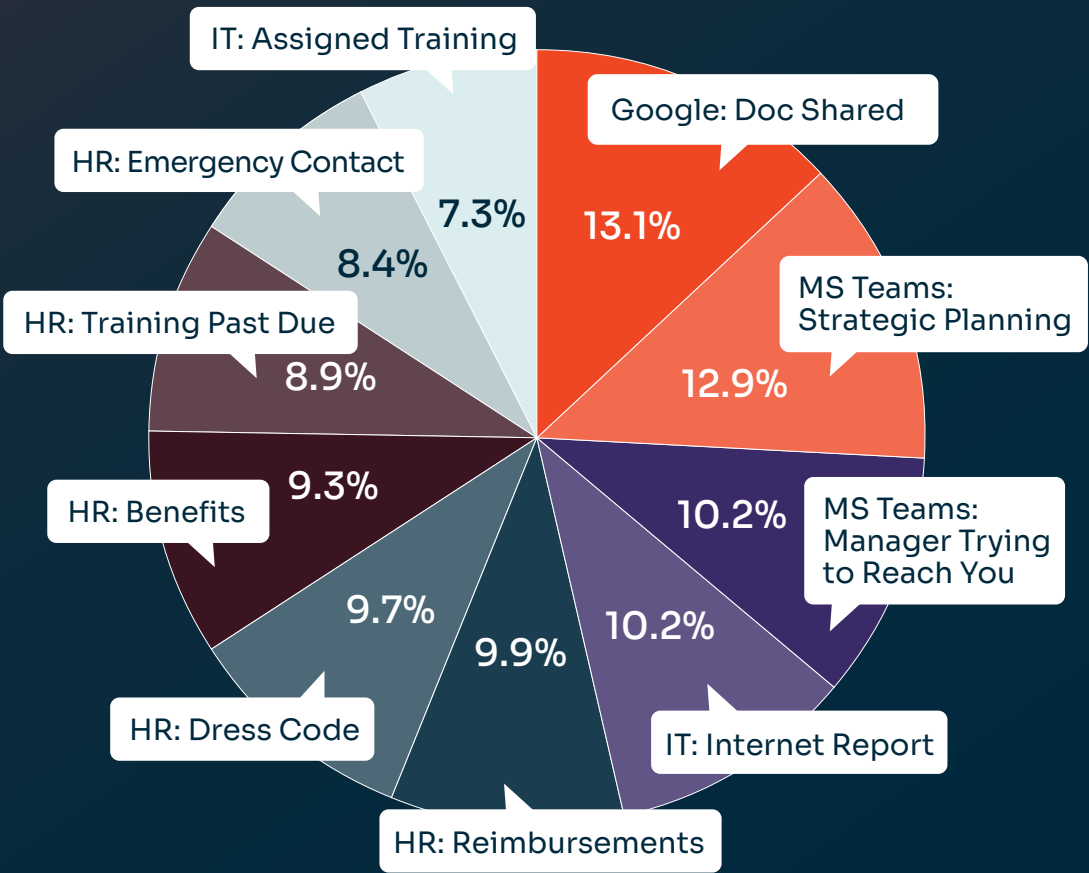 IT: Assigned Training
7.3%
Google: Doc Shared
13.1%
MS Teams:
Strategic Planning
12.9%
MS Teams:
Manager Trying
to Reach You
10.2%
IT: Internet Report
10.2%
HR: Reimbursements
9.9%
HR: Dress Code
9.7%
HR: Benefits
9.3%
HR: Training Past Due
8.9%
HR: Emergency Contact
8.4%